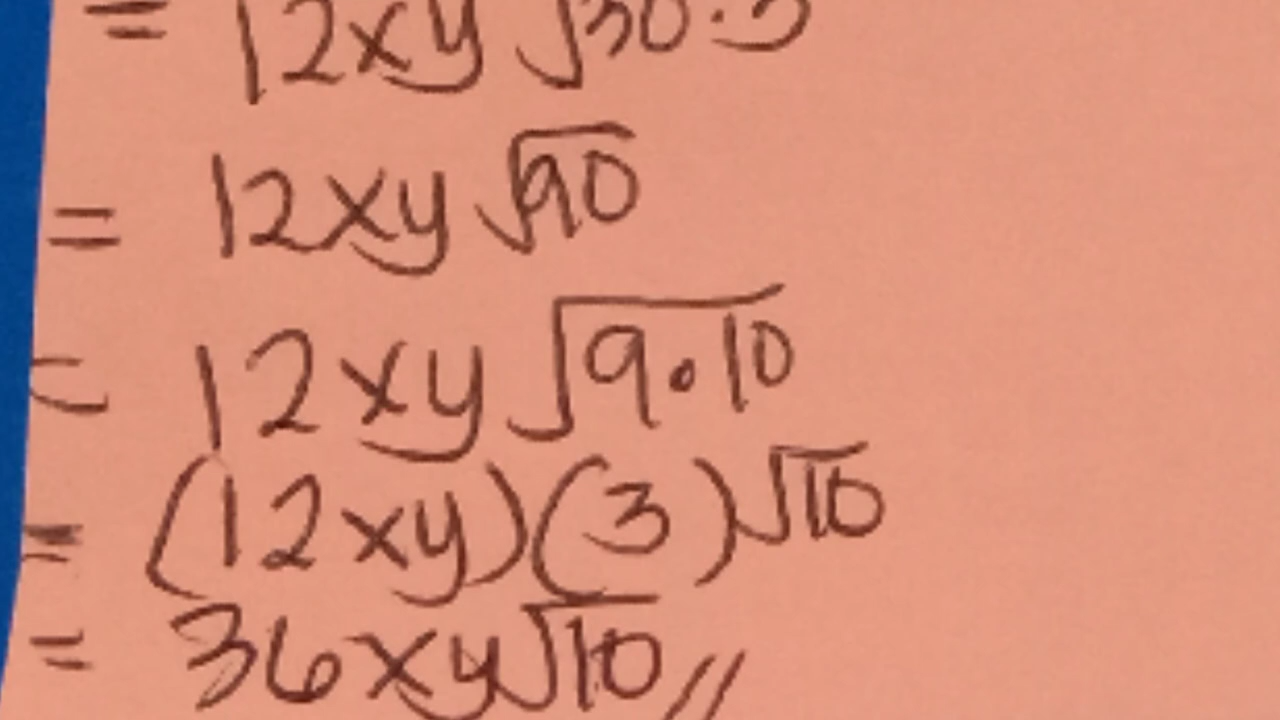 = 12xy √30·3
= 12xy √90
= 12xy √9·10
= (12xy)(3)√10
= 36xy√10 //